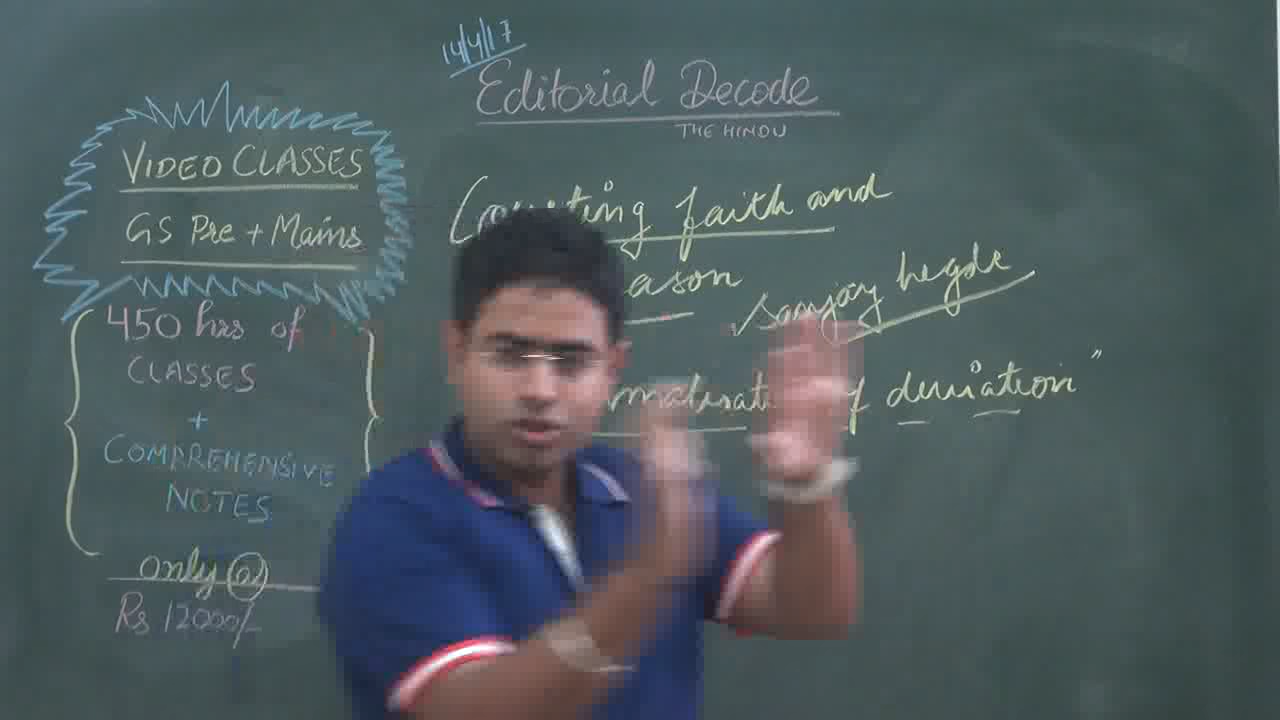 14/4/17
Editorial Decode
THE HINDU
VIDEO CLASSES
GS Pre + Mains
450 hrs of
CLASSES
+
COMPREHENSIVE
NOTES
only @
Rs 12000/-
faith and
ason
Sanjay hegde
of deviation"